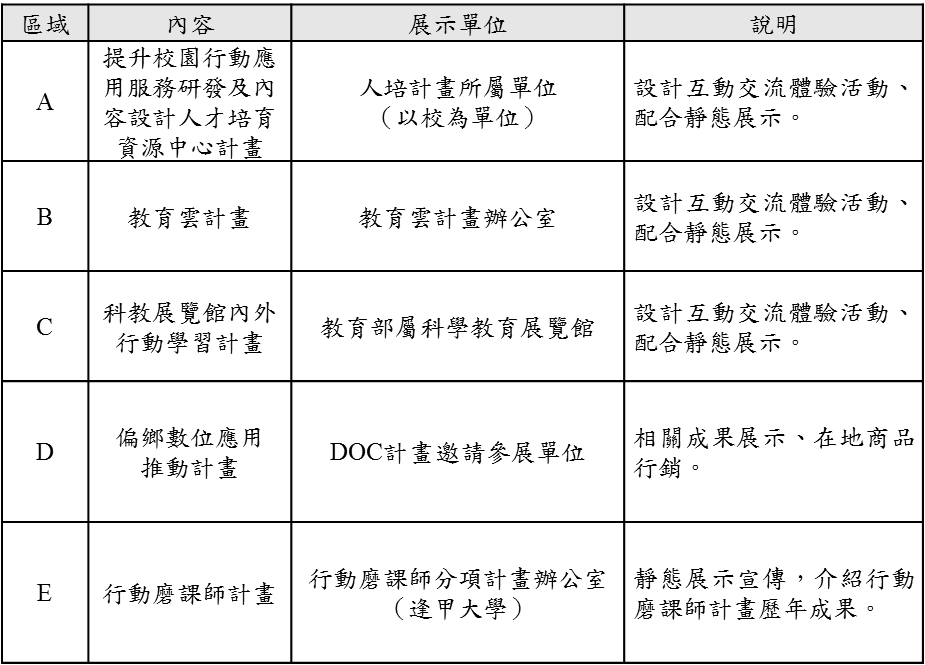 區域 內容 展示單位 說明
A
提升校園行動應
用服務研發及內
容設計人才培育
資源中心計畫
人培計畫所屬單位
（以校為單位）
設計互動交流體驗活動、
配合靜態展示。
B
教育雲計畫
教育雲計畫辦公室
設計互動交流體驗活動、
配合靜態展示。
C
科教展覽館內外
行動學習計畫
教育部屬科學教育展覽館
設計互動交流體驗活動、
配合靜態展示。
D
偏鄉數位應用
推動計畫
DOC計畫邀請參展單位
相關成果展示、在地商品
行銷。
E
行動磨課師計畫
行動磨課師分項計畫辦公室
（逢甲大學）
靜態展示宣傳，介紹行動
磨課師計畫歷年成果。